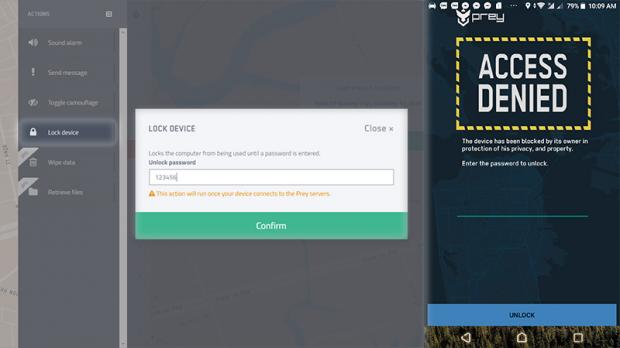 ACTIONS
Sound alarm
Send message
Toggle camouflage
Lock device
Wipe data
Retrieve files
LOCK DEVICE
Close ×
Locks the computer from being used until a password is entered.
Unlock password
123456
This action will run once your device connects to the Prey servers.
Confirm
79% 10:09 AM
prey
ACCESS
DENIED
The device has been blocked by its owner in
protection of his privacy, and property.
Enter the password to unlock.
UNLOCK